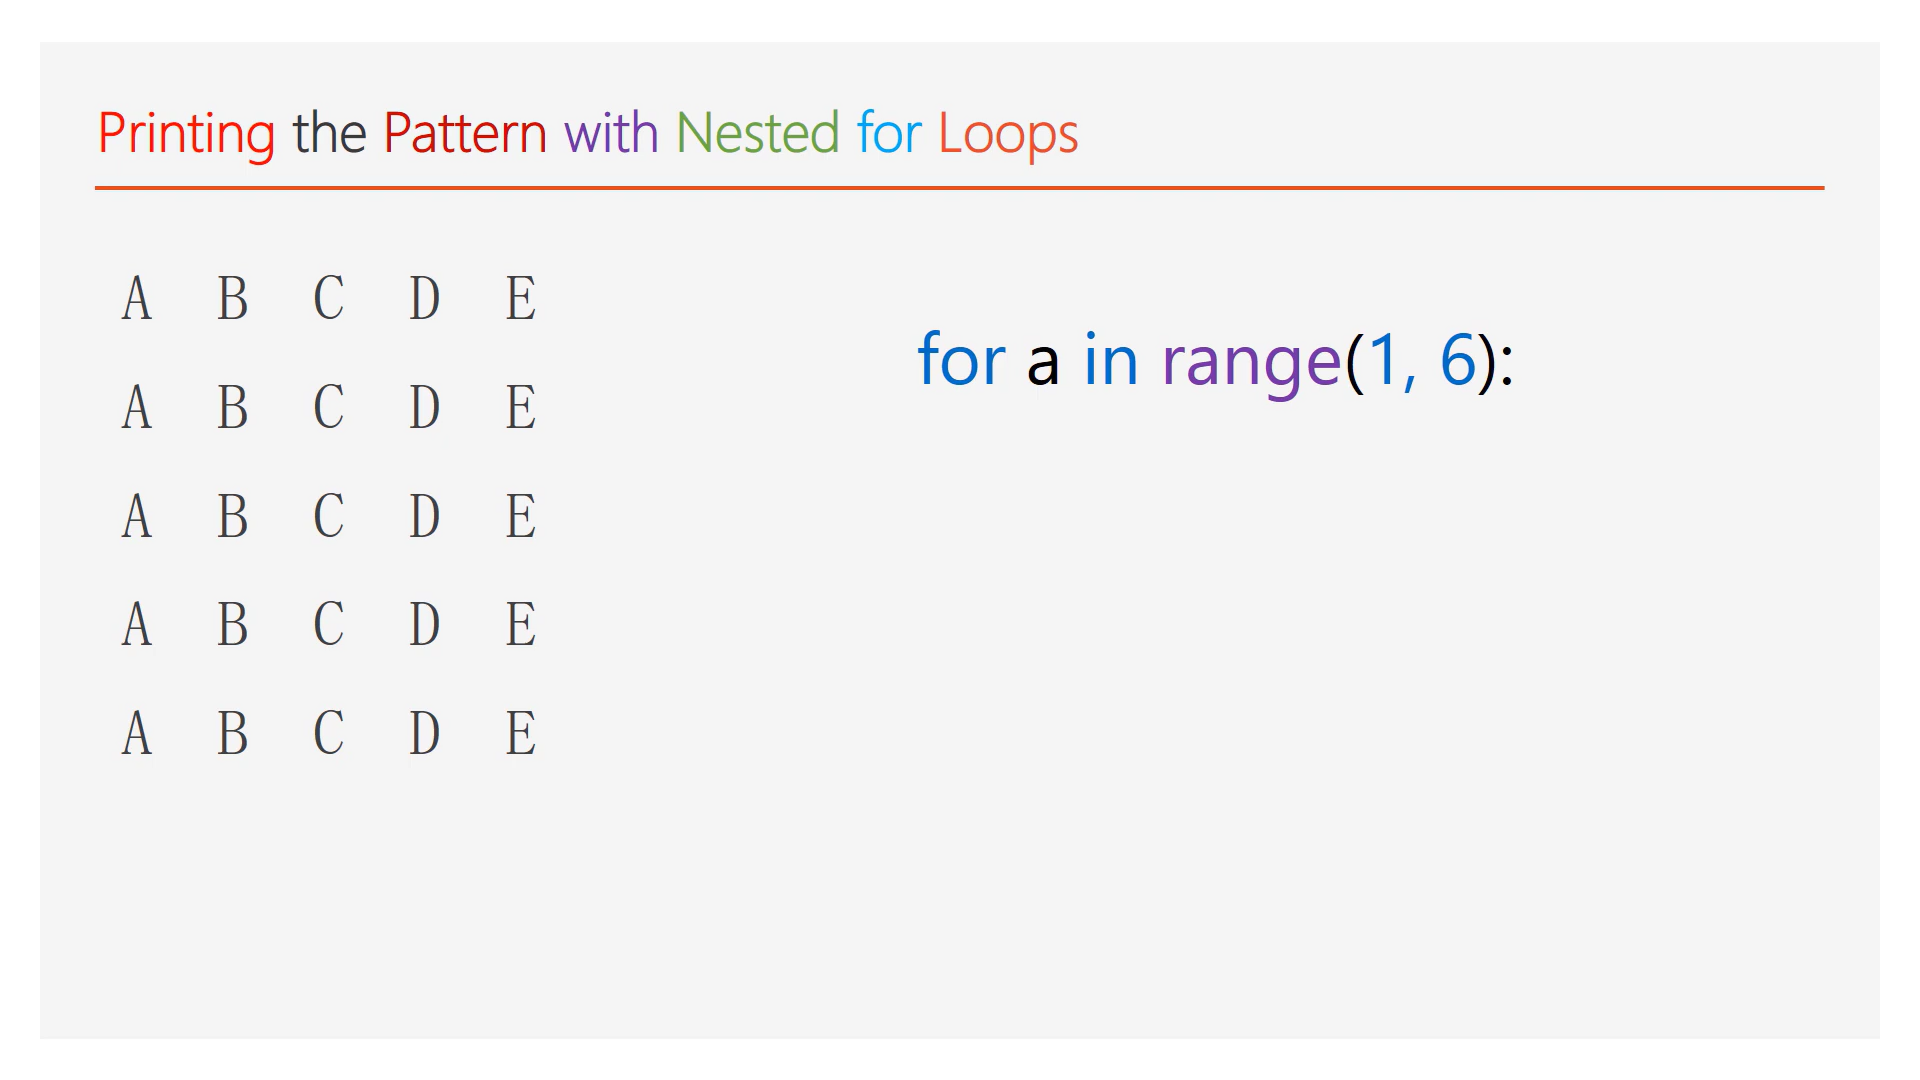 Printing the Pattern with Nested for Loops
A B C D E
for a in range(1, 6):
A B C D E
A B C D E
A B C D E
A B C D E